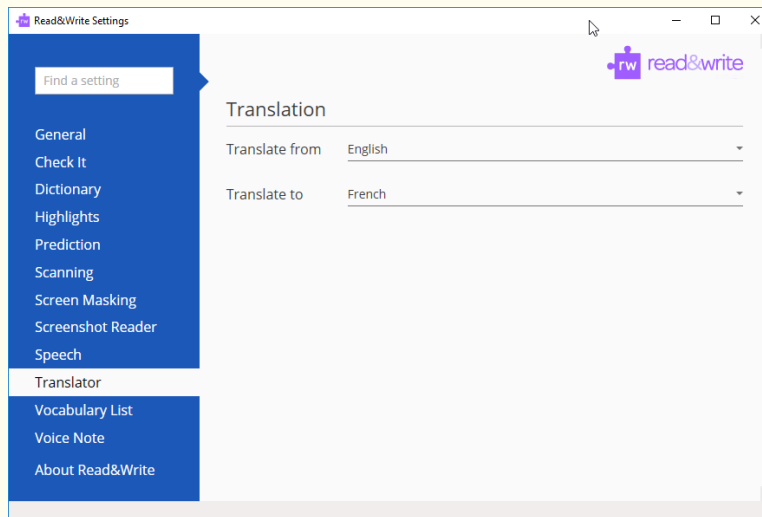 Read&Write Settings
Find a setting
General
Check It
Dictionary
Highlights
Prediction
Scanning
Screen Masking
Screenshot Reader
Speech
Translator
Vocabulary List
Voice Note
About Read&Write
rw read&write
Translation
Translate from English
Translate to French